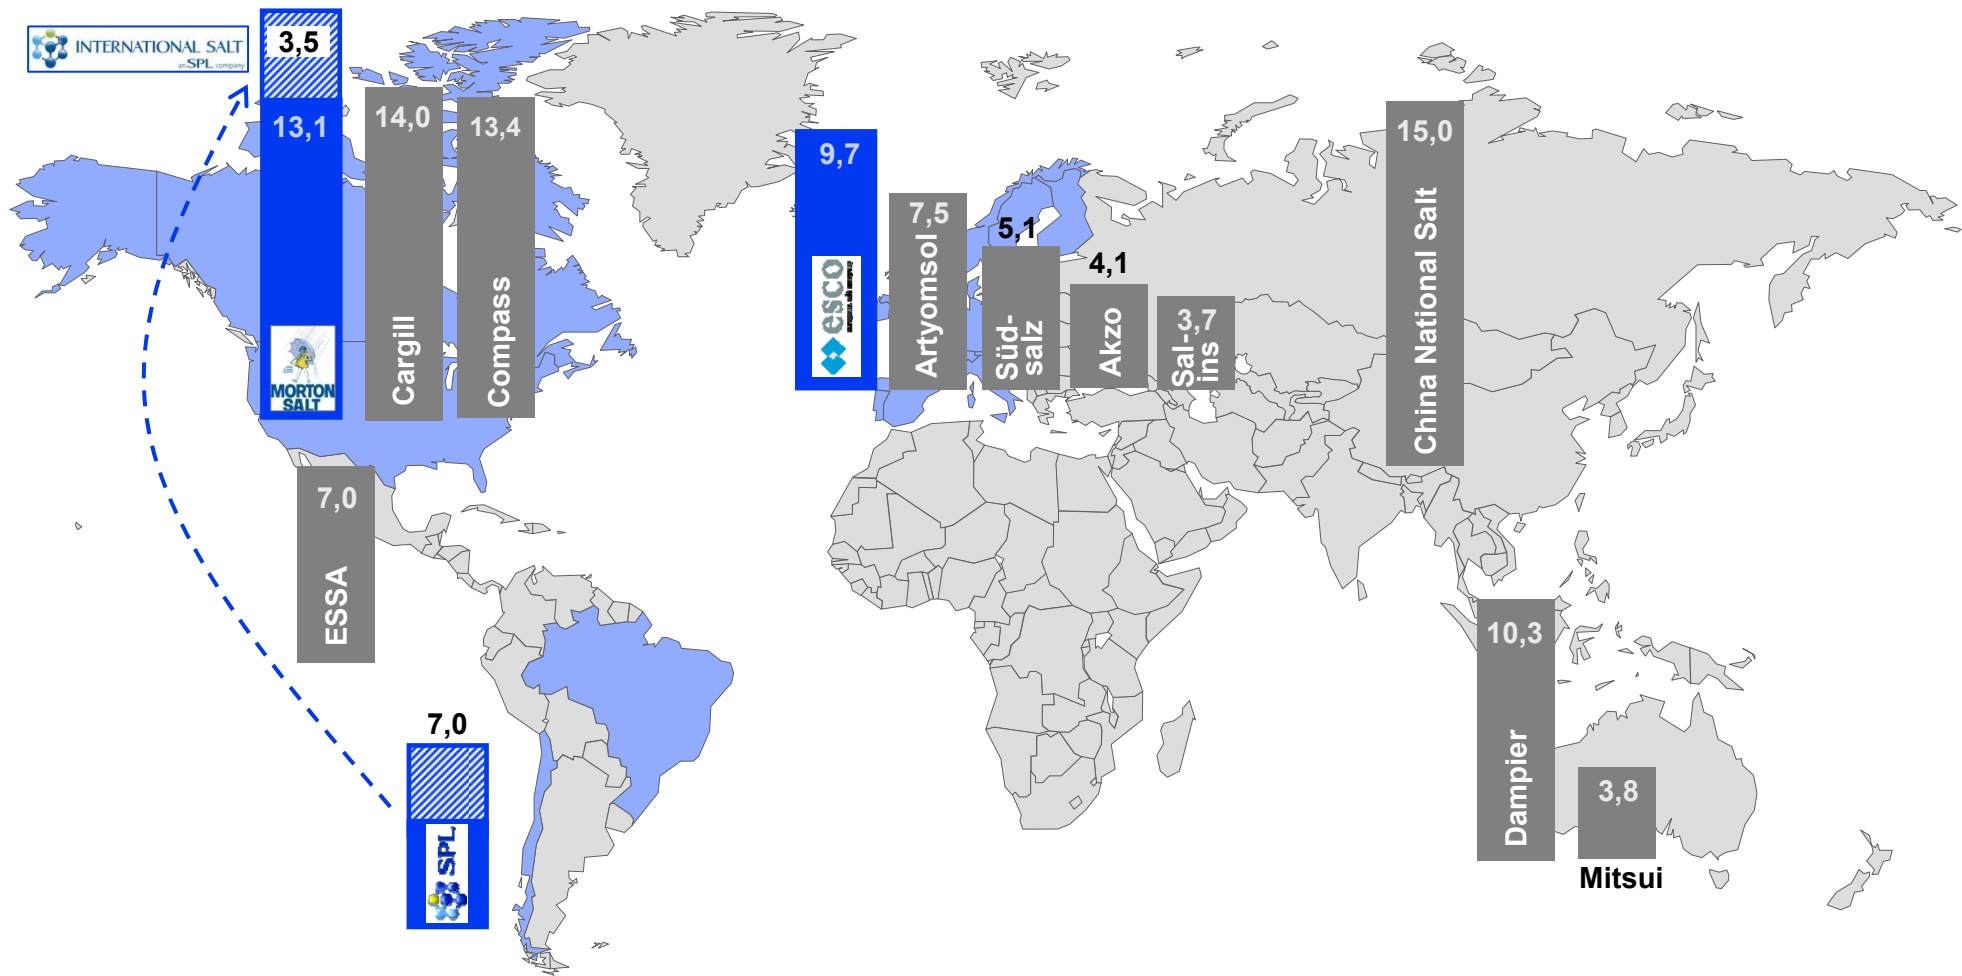 INTERNATIONAL SALT
an SPL company
3,5
13,1
MORTON
SALT
14,0
Cargill
13,4
Compass
7,0
ESSA
7,0
SPL
9,7
esco
7,5
Artyomsol
5,1
Süd-
salz
4,1
Akzo
3,7
Sal-
ins
15,0
China National Salt
10,3
Dampier
3,8
Mitsui